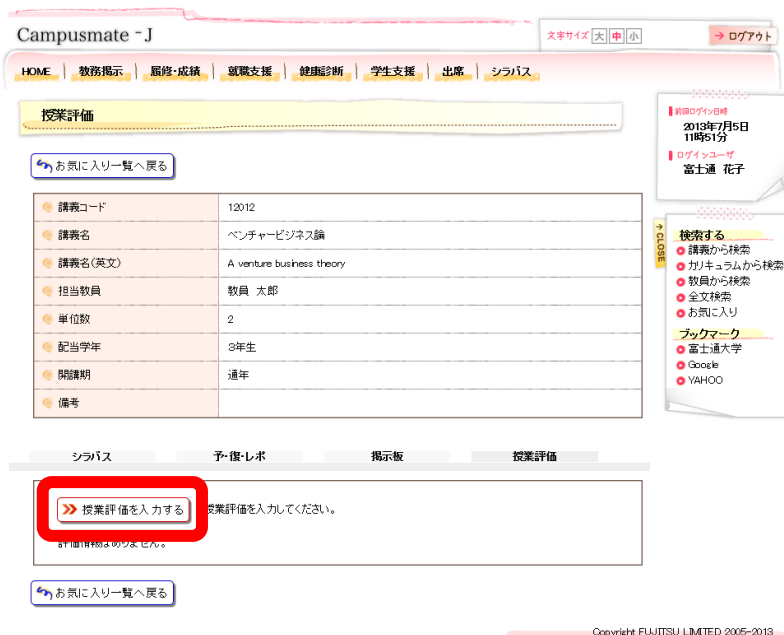 Campusmate-J
文字サイズ 大 中 小
ログアウト
HOME 教務掲示 履修・成績 就職支援 健康診断 学生支援 出席 シラバス
授業評価
お気に入り一覧へ戻る
講義コード 12012
講義名 ベンチャービジネス論
講義名(英文) A venture business theory
担当教員 教員 太郎
単位数 2
配当学年 3年生
開講期 通年
備考
シラバス 予・復・レポ 掲示板 授業評価
授業評価を入力する 授業評価を入力してください。
評価情報はありません。
お気に入り一覧へ戻る
前回ログイン日時
2013年7月5日
11時51分
ログインユーザ
富士通 花子
CLOSE
検索する
講義から検索
カリキュラムから検索
教員から検索
全文検索
お気に入り
ブックマーク
富士通大学
Google
YAHOO
Copyright FUJITSU LIMITED 2005-2013